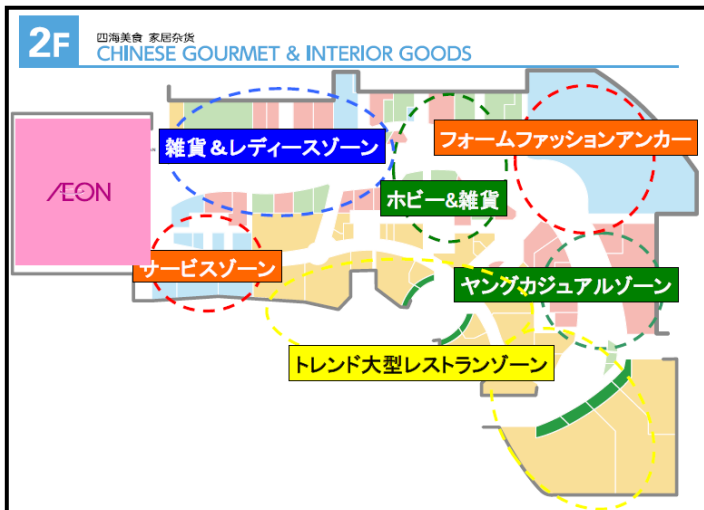 2F
四海美食 家居杂货
CHINESE GOURMET & INTERIOR GOODS
雑貨&レディースゾーン
フォームファッションアンカー
ÆON
ホビー&雑貨
サービスゾーン
ヤングカジュアルゾーン
トレンド大型レストランゾーン